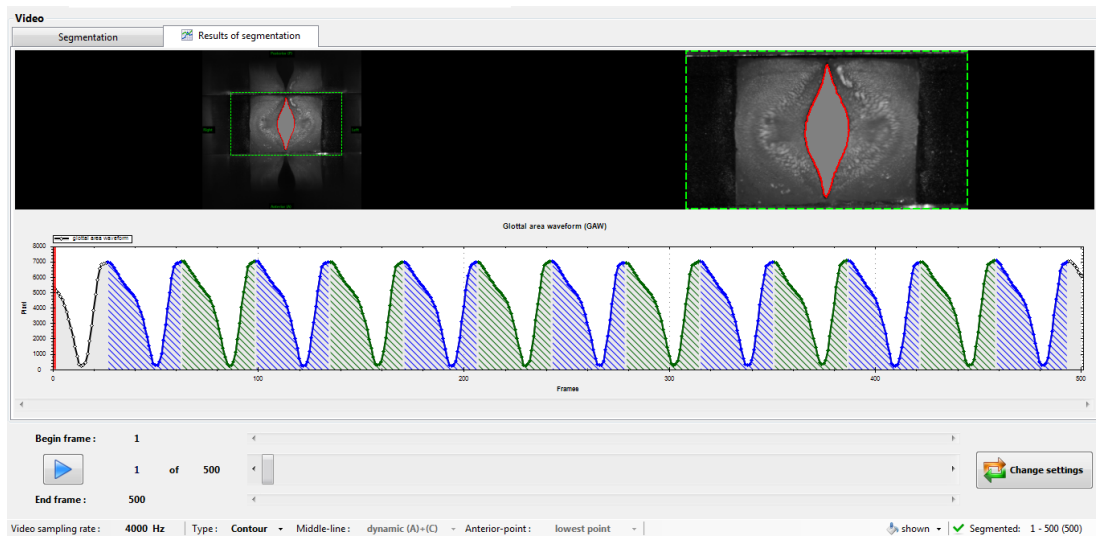 Video
Segmentation
Results of segmentation
Right
Left
Glottal area waveform (GAW)
glottal area waveform
8000
7000
6000
5000
4000
3000
2000
1000
0
Pixel
0 100 200 300 400 500
Frames
Begin frame : 1
1 of 500
Change settings
End frame : 500
Video sampling rate : 4000 Hz Type : Contour Middle-line : dynamic (A)+(C) Anterior-point : lowest point shown Segmented: 1 - 500 (500)